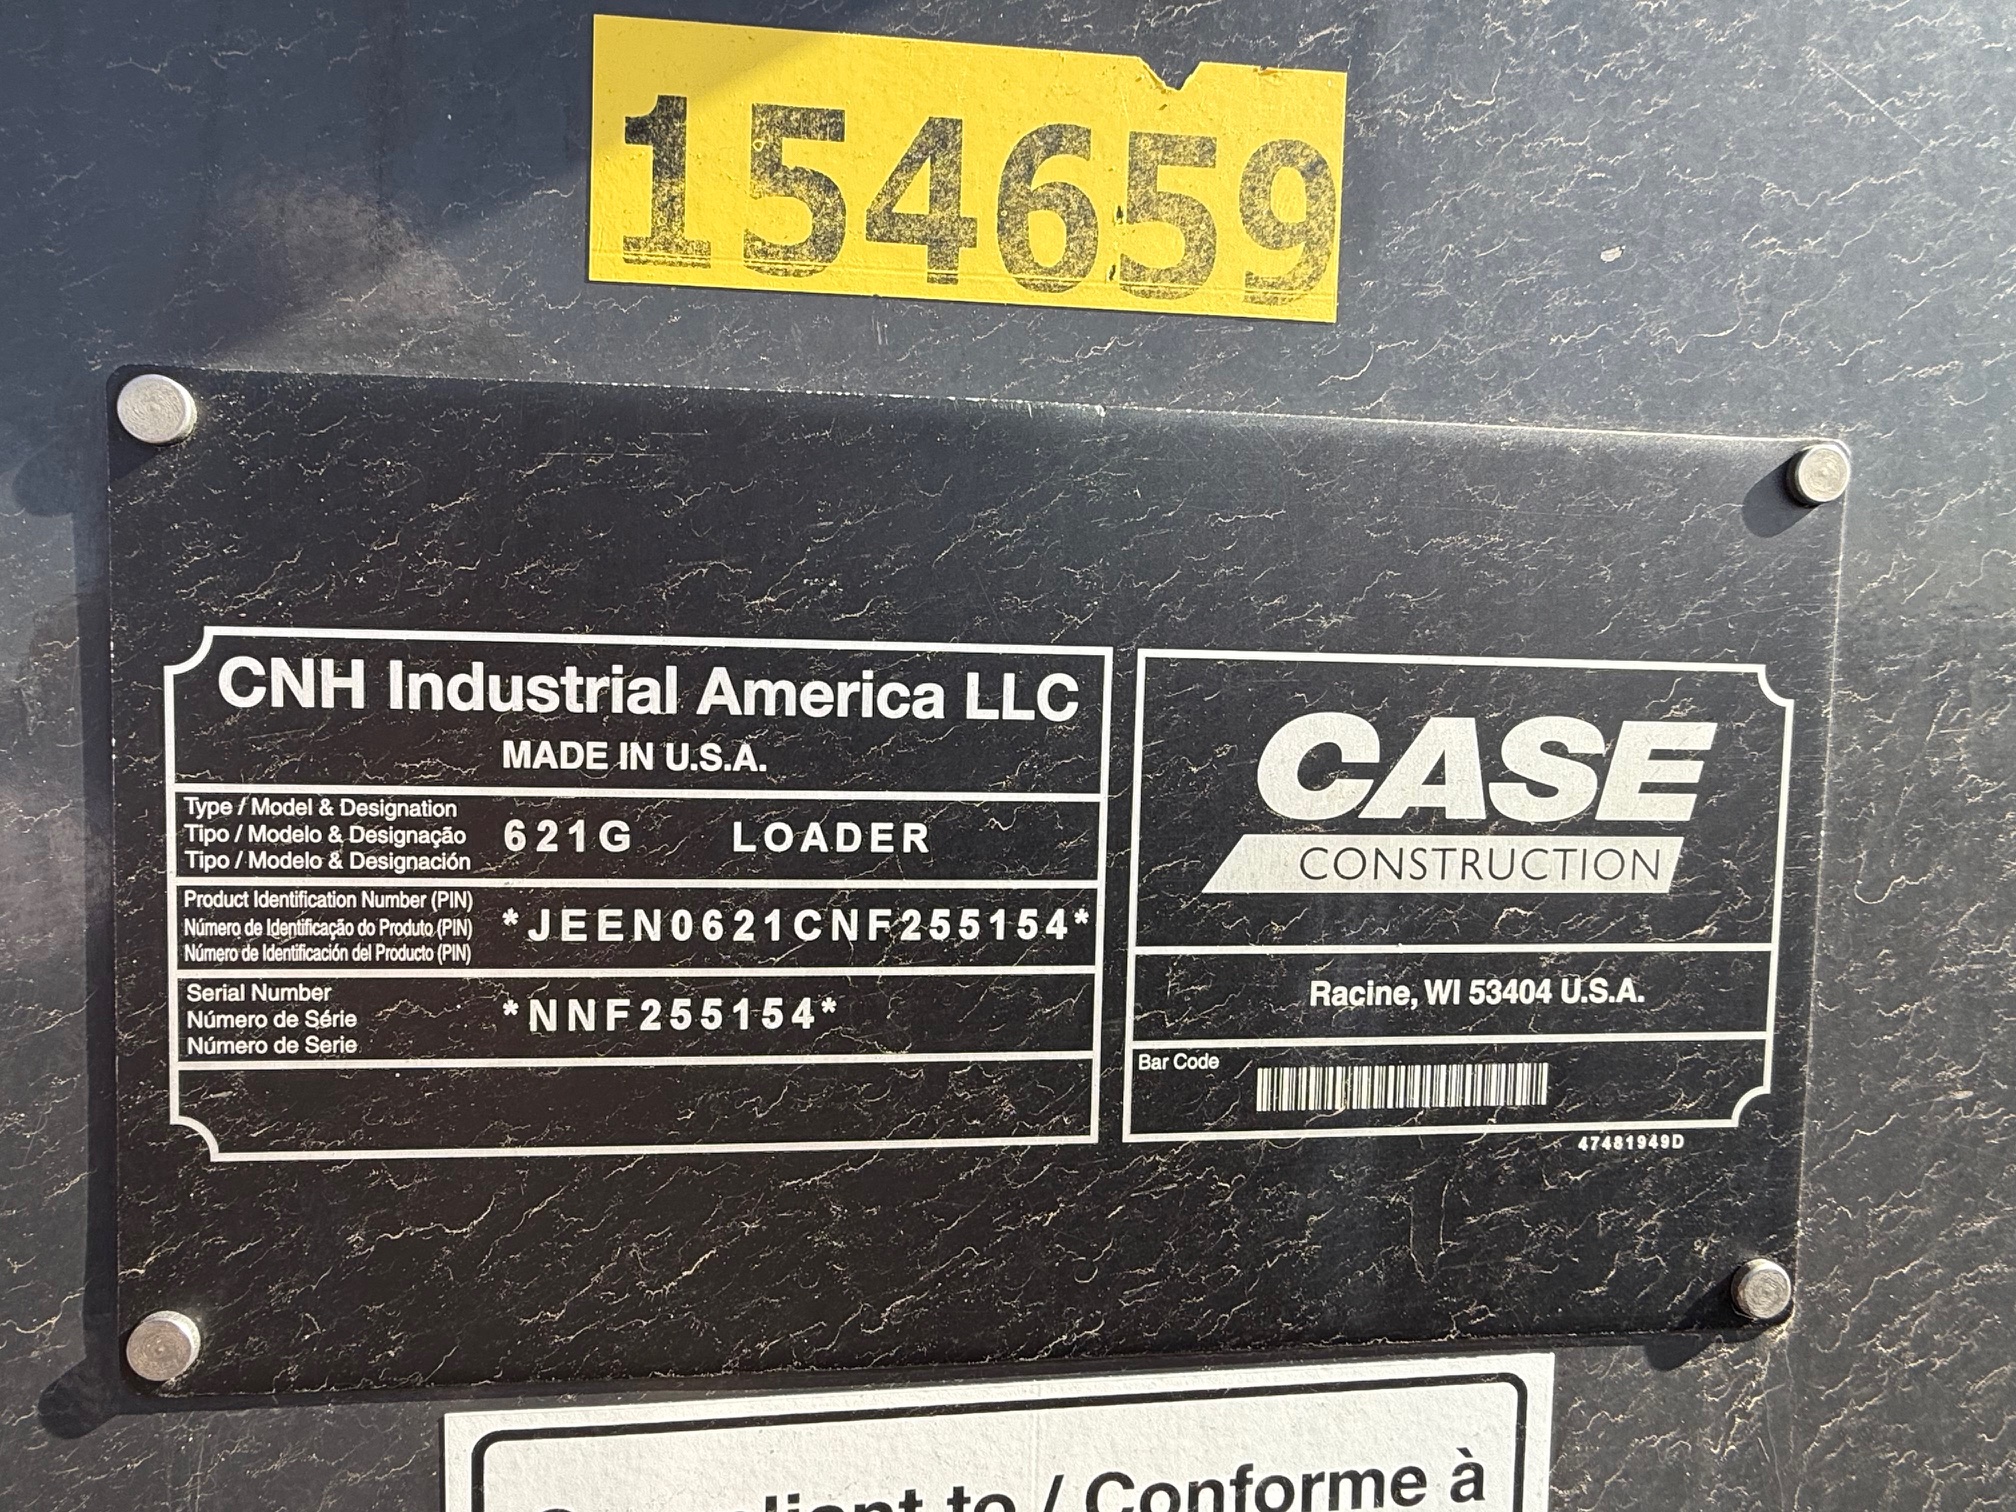 154659
CNH Industrial America LLC
MADE IN U.S.A.
Type / Model & Designation
Tipo / Modelo & Designação
Tipo / Modelo & Designación
621G LOADER
Product Identification Number (PIN)
Número de Identificação do Produto (PIN)
Número de Identificación del Producto (PIN)
*JEEN0621CNF255154*
Serial Number
Número de Série
Número de Serie
*NNF255154*
CASE
CONSTRUCTION
Racine, WI 53404 U.S.A.
Bar Code
47481949D
to / Conforme à